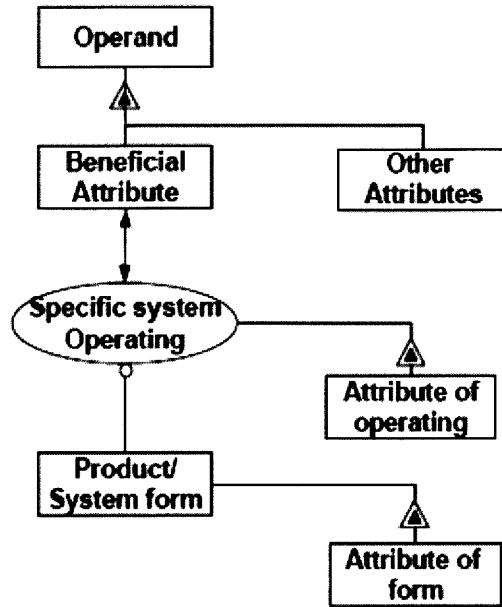 Operand
Beneficial
Attribute
Other
Attributes
Specific system
Operating
Attribute of
operating
Product/
System form
Attribute of
form